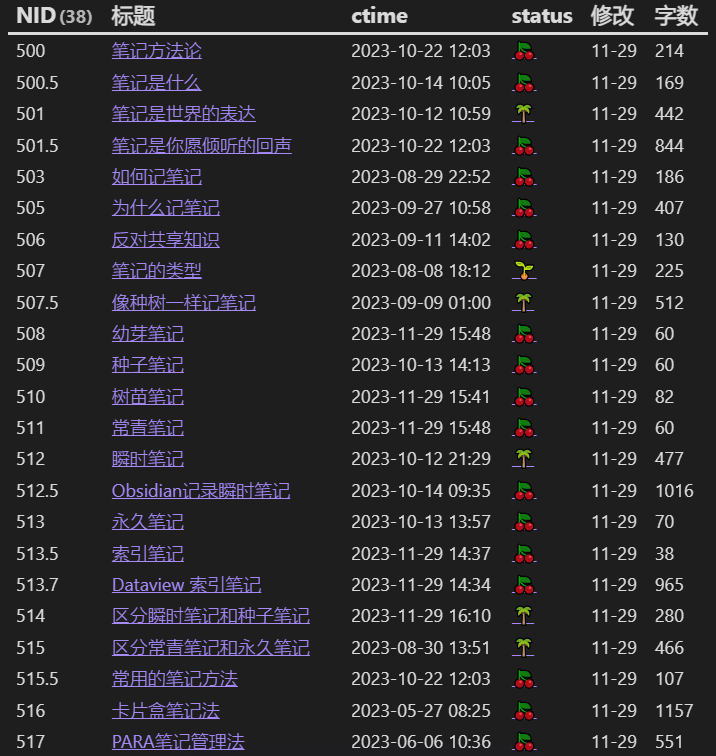 NID (38) 标题 ctime status 修改 字数
500 笔记方法论 2023-10-22 12:03 🍒 11-29 214
500.5 笔记是什么 2023-10-14 10:05 🍒 11-29 169
501 笔记是世界的表达 2023-10-12 10:59 🌴 11-29 442
501.5 笔记是你愿倾听的回声 2023-10-22 12:03 🍒 11-29 844
503 如何记笔记 2023-08-29 22:52 🍒 11-29 186
505 为什么记笔记 2023-09-27 10:58 🍒 11-29 407
506 反对共享知识 2023-09-11 14:02 🍒 11-29 130
507 笔记的类型 2023-08-08 18:12 🌱 11-29 225
507.5 像种树一样记笔记 2023-09-09 01:00 🌴 11-29 512
508 幼芽笔记 2023-11-29 15:48 🍒 11-29 60
509 种子笔记 2023-10-13 14:13 🍒 11-29 60
510 树苗笔记 2023-11-29 15:41 🍒 11-29 82
511 常青笔记 2023-11-29 15:48 🍒 11-29 60
512 瞬时笔记 2023-10-12 21:29 🌴 11-29 477
512.5 Obsidian记录瞬时笔记 2023-10-14 09:35 🍒 11-29 1016
513 永久笔记 2023-10-13 13:57 🍒 11-29 70
513.5 索引笔记 2023-11-29 14:37 🍒 11-29 38
513.7 Dataview 索引笔记 2023-11-29 14:34 🍒 11-29 965
514 区分瞬时笔记和种子笔记 2023-11-29 16:10 🌴 11-29 280
515 区分常青笔记和永久笔记 2023-08-30 13:51 🌴 11-29 466
515.5 常用的笔记方法 2023-10-22 12:03 🍒 11-29 107
516 卡片盒笔记法 2023-05-27 08:25 🍒 11-29 1157
517 PARA笔记管理法 2023-06-06 10:36 🍒 11-29 551